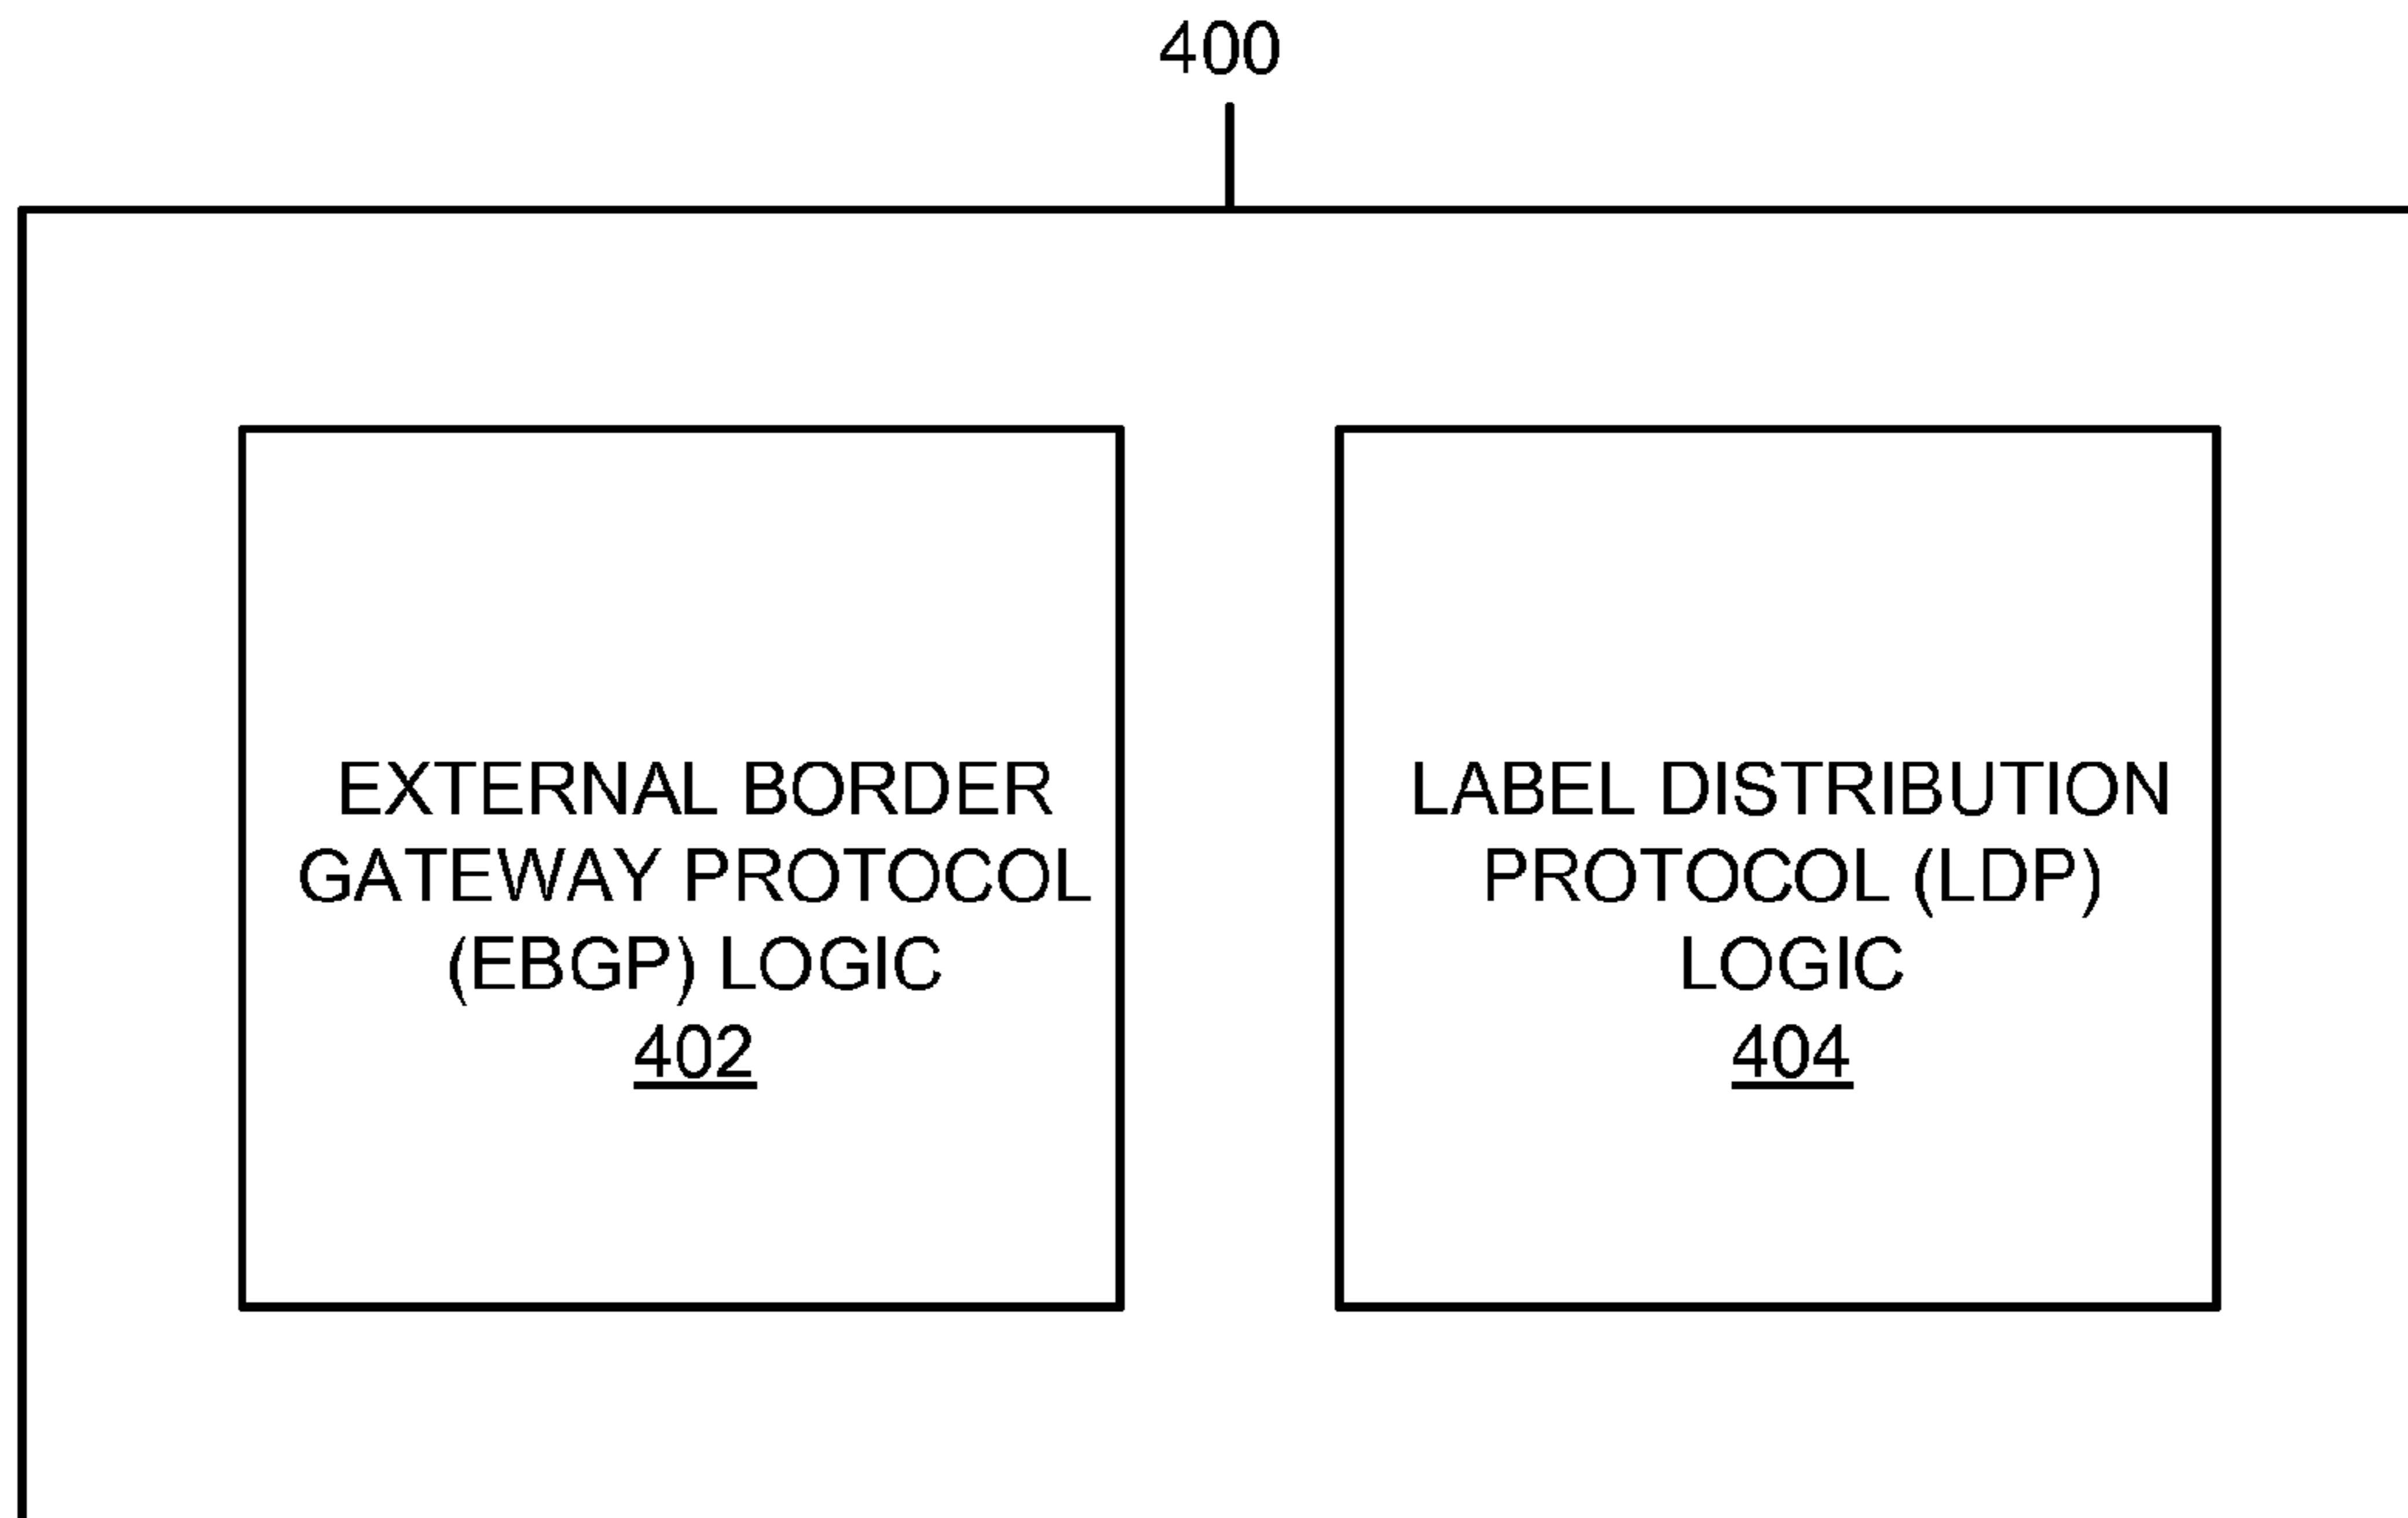 400
EXTERNAL BORDER
GATEWAY PROTOCOL
(EBGP) LOGIC
402
LABEL DISTRIBUTION
PROTOCOL (LDP)
LOGIC
404